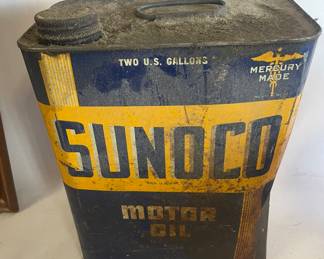 TWO U.S. GALLONS
MERCURY
MADE
SUNOCO
MOTOR
OIL